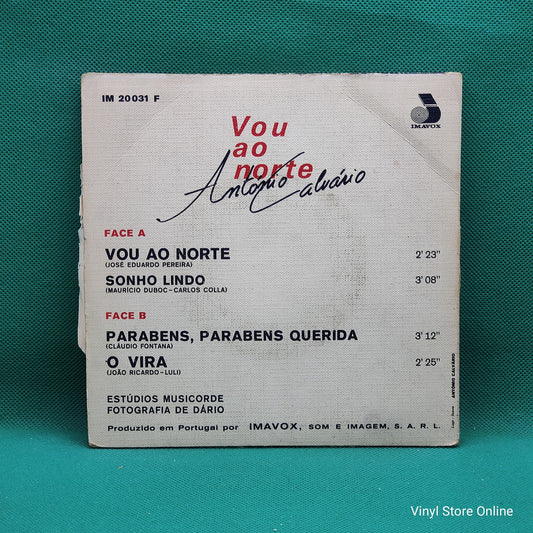 IM 20031 F
IMAVOX
Vou
ao
norte
António Calvário
FACE A
VOU AO NORTE 2' 23"
(JOSÉ EDUARDO PEREIRA)
SONHO LINDO 3' 08"
(MAURÍCIO DUBOC - CARLOS COLLA)
FACE B
PARABENS, PARABENS QUERIDA 3' 12"
(CLÁUDIO FONTANA)
O VIRA 2' 25"
(JOÃO RICARDO - LULI)
ESTÚDIOS MUSICORDE
FOTOGRAFIA DE DÁRIO
Produzido em Portugal por IMAVOX, SOM E IMAGEM, S. A. R. L.
ANTÓNIO CALVÁRIO
Vinyl Store Online